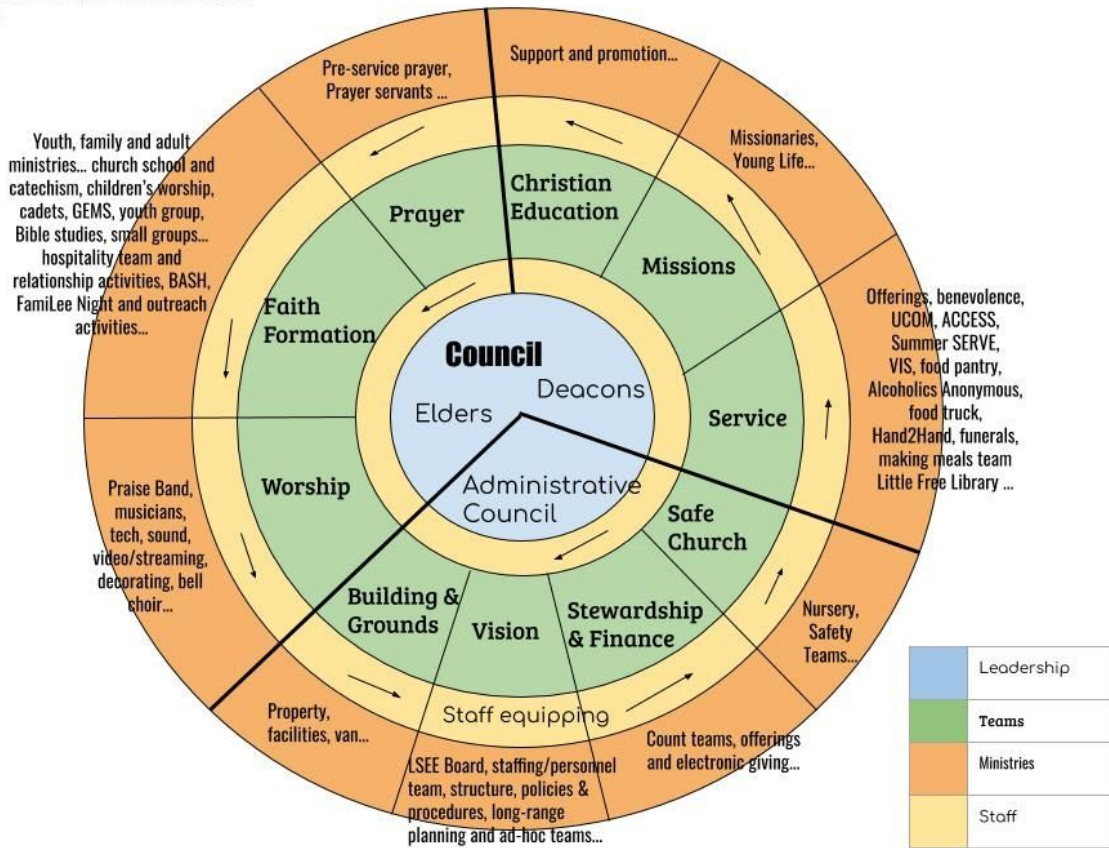 Support and promotion...
Pre-service prayer,
Prayer servants ...
Missionaries,
Young Life...
Youth, family and adult
ministries... church school and
catechism, children's worship,
cadets, GEMS, youth group,
Bible studies, small groups...
hospitality team and
relationship activities, BASH,
FamiLee Night and outreach
activities...
Christian
Education
Prayer
Missions
Faith
Formation
Offerings, benevolence,
UCOM, ACCESS,
Summer SERVE,
VIS, food pantry,
Alcoholics Anonymous,
food truck,
Hand2Hand, funerals,
making meals team
Little Free Library ...
Council
Deacons
Elders
Service
Administrative
Council
Worship
Praise Band,
musicians,
tech, sound,
video/streaming,
decorating, bell
choir...
Safe
Church
Building &
Grounds
Vision
Stewardship
& Finance
Nursery,
Safety
Teams...
Property,
facilities, van...
Staff equipping
Count teams, offerings
and electronic giving...
LSEE Board, staffing/personnel
team, structure, policies &
procedures, long-range
planning and ad-hoc teams...
Leadership
Teams
Ministries
Staff